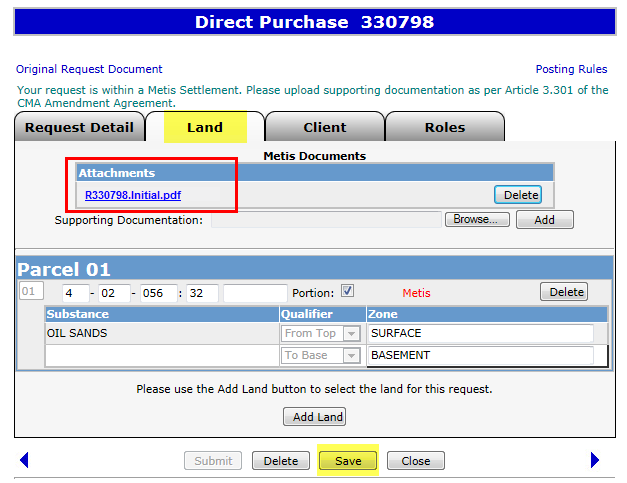 Direct Purchase 330798
Original Request Document Posting Rules
Your request is within a Metis Settlement. Please upload supporting documentation as per Article 3.301 of the
CMA Amendment Agreement.
Request Detail Land Client Roles
Metis Documents
Attachments
R330798.Initial.pdf Delete
Supporting Documentation: Browse... Add
Parcel 01
01 4 - 02 - 056 : 32 Portion: Metis Delete
Substance Qualifier Zone
OIL SANDS From Top SURFACE
To Base BASEMENT
Please use the Add Land button to select the land for this request.
Add Land
Submit Delete Save Close